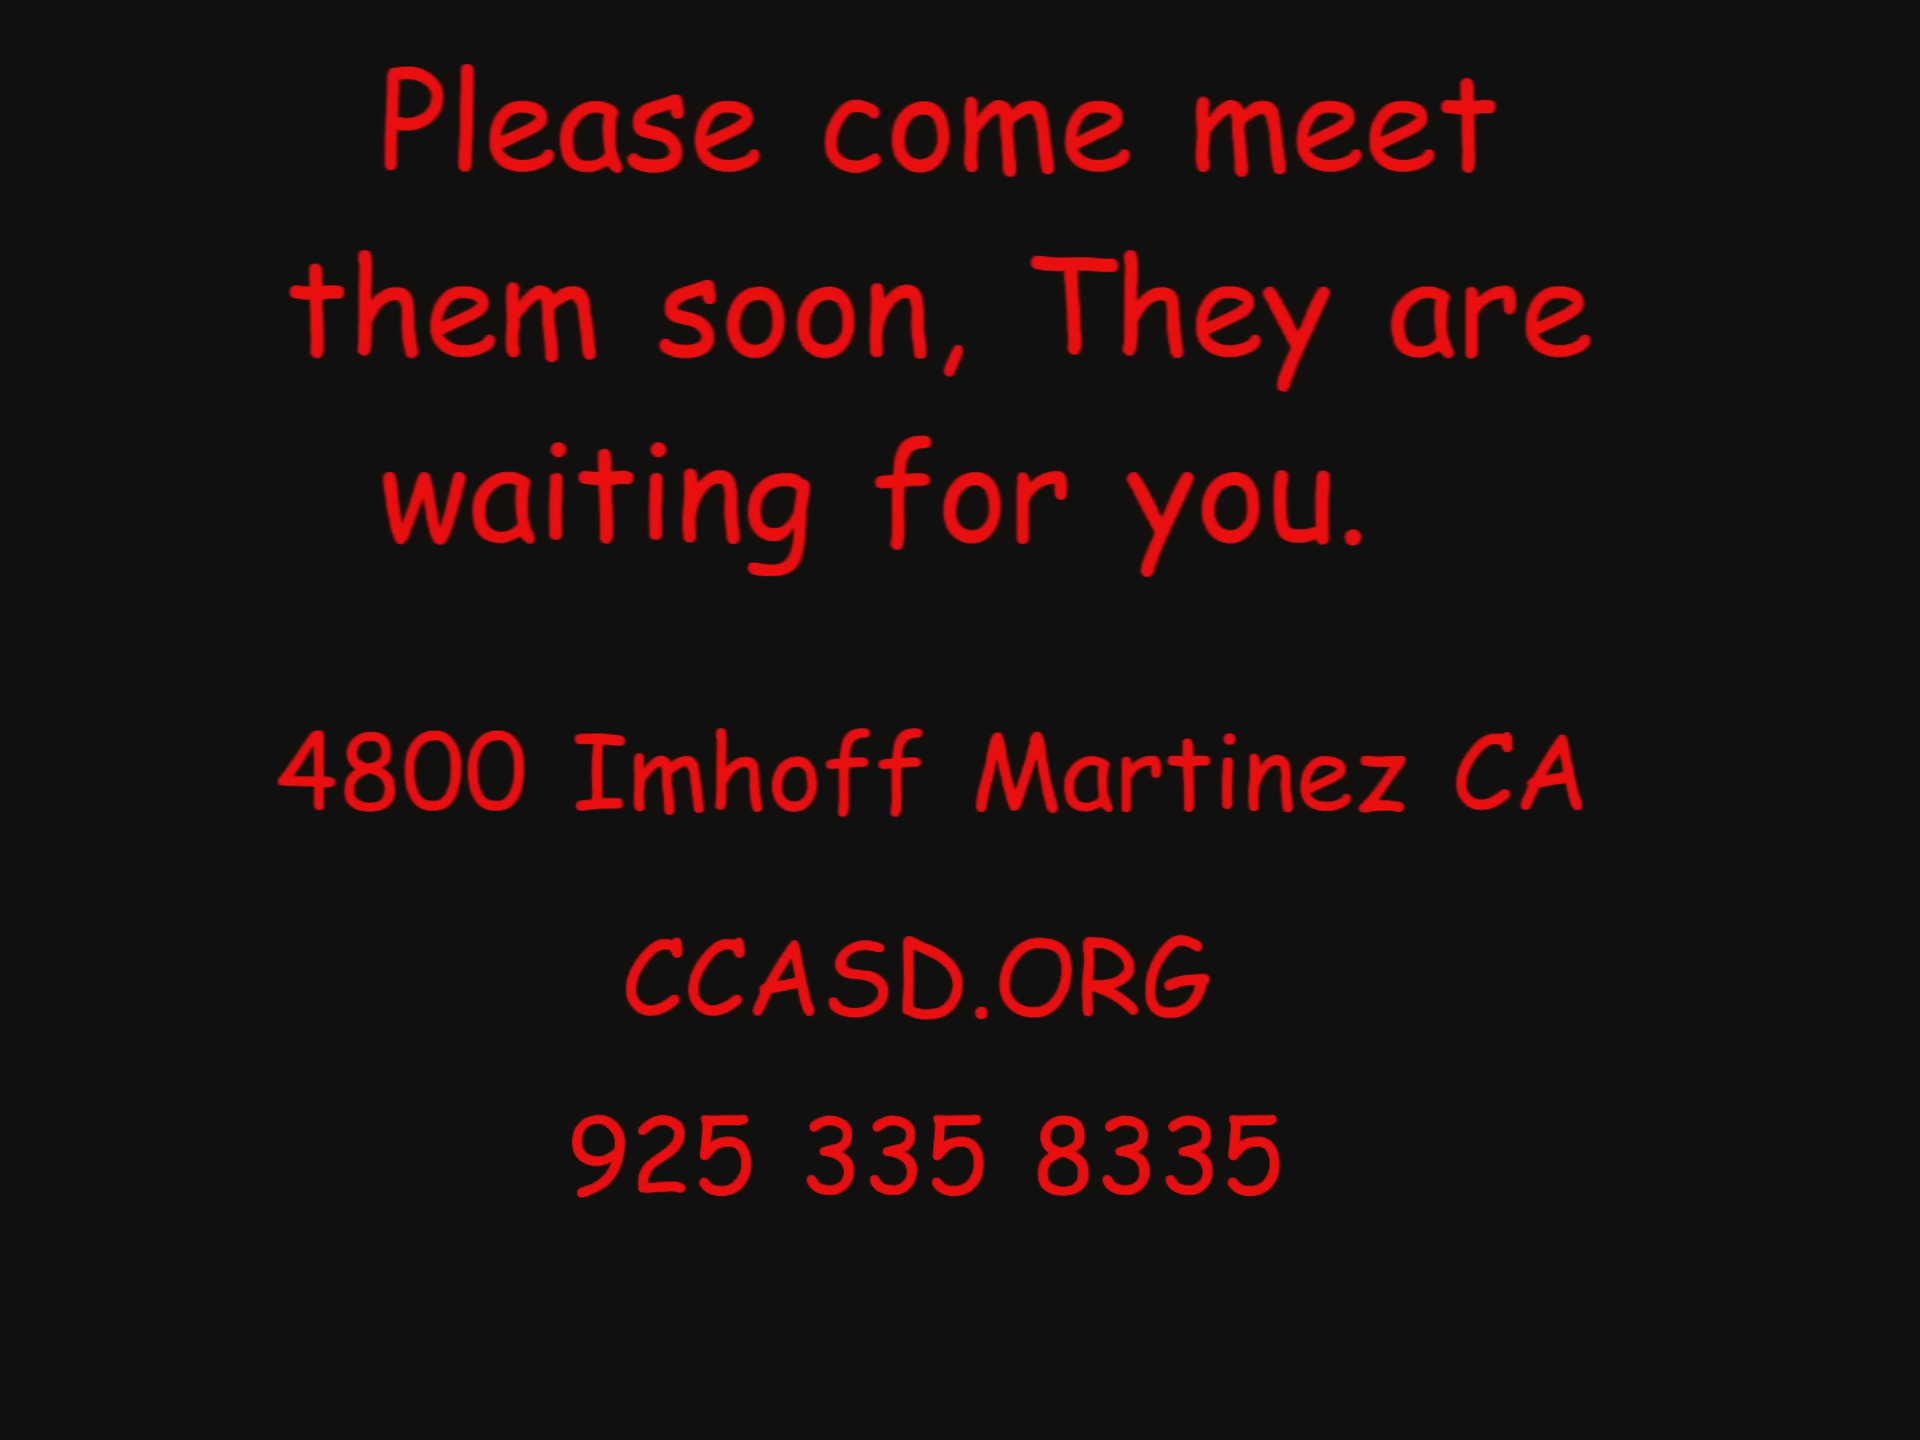 Please come meet
them soon, They are
waiting for you.
4800 Imhoff Martinez CA
CCASD.ORG
925 335 8335